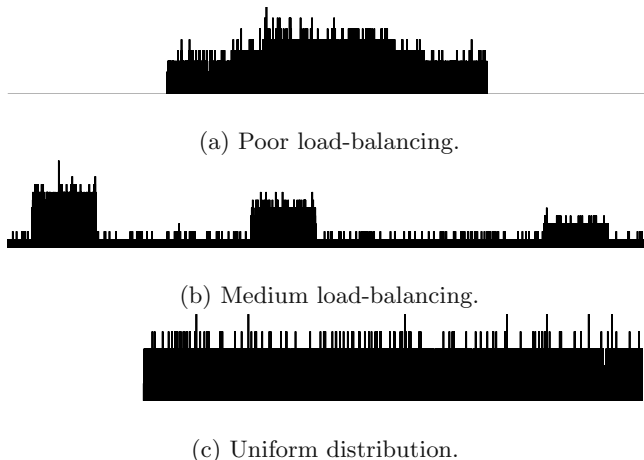 (a) Poor load-balancing.
(b) Medium load-balancing.
(c) Uniform distribution.